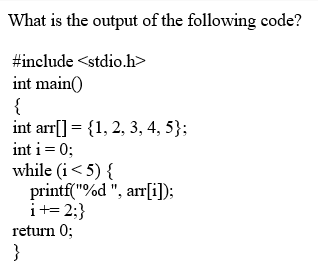 What is the output of the following code?
#include <stdio.h>
int main()
{
int arr[] = {1, 2, 3, 4, 5};
int i = 0;
while (i < 5) {
printf("%d ", arr[i]);
i += 2;}
return 0;
}